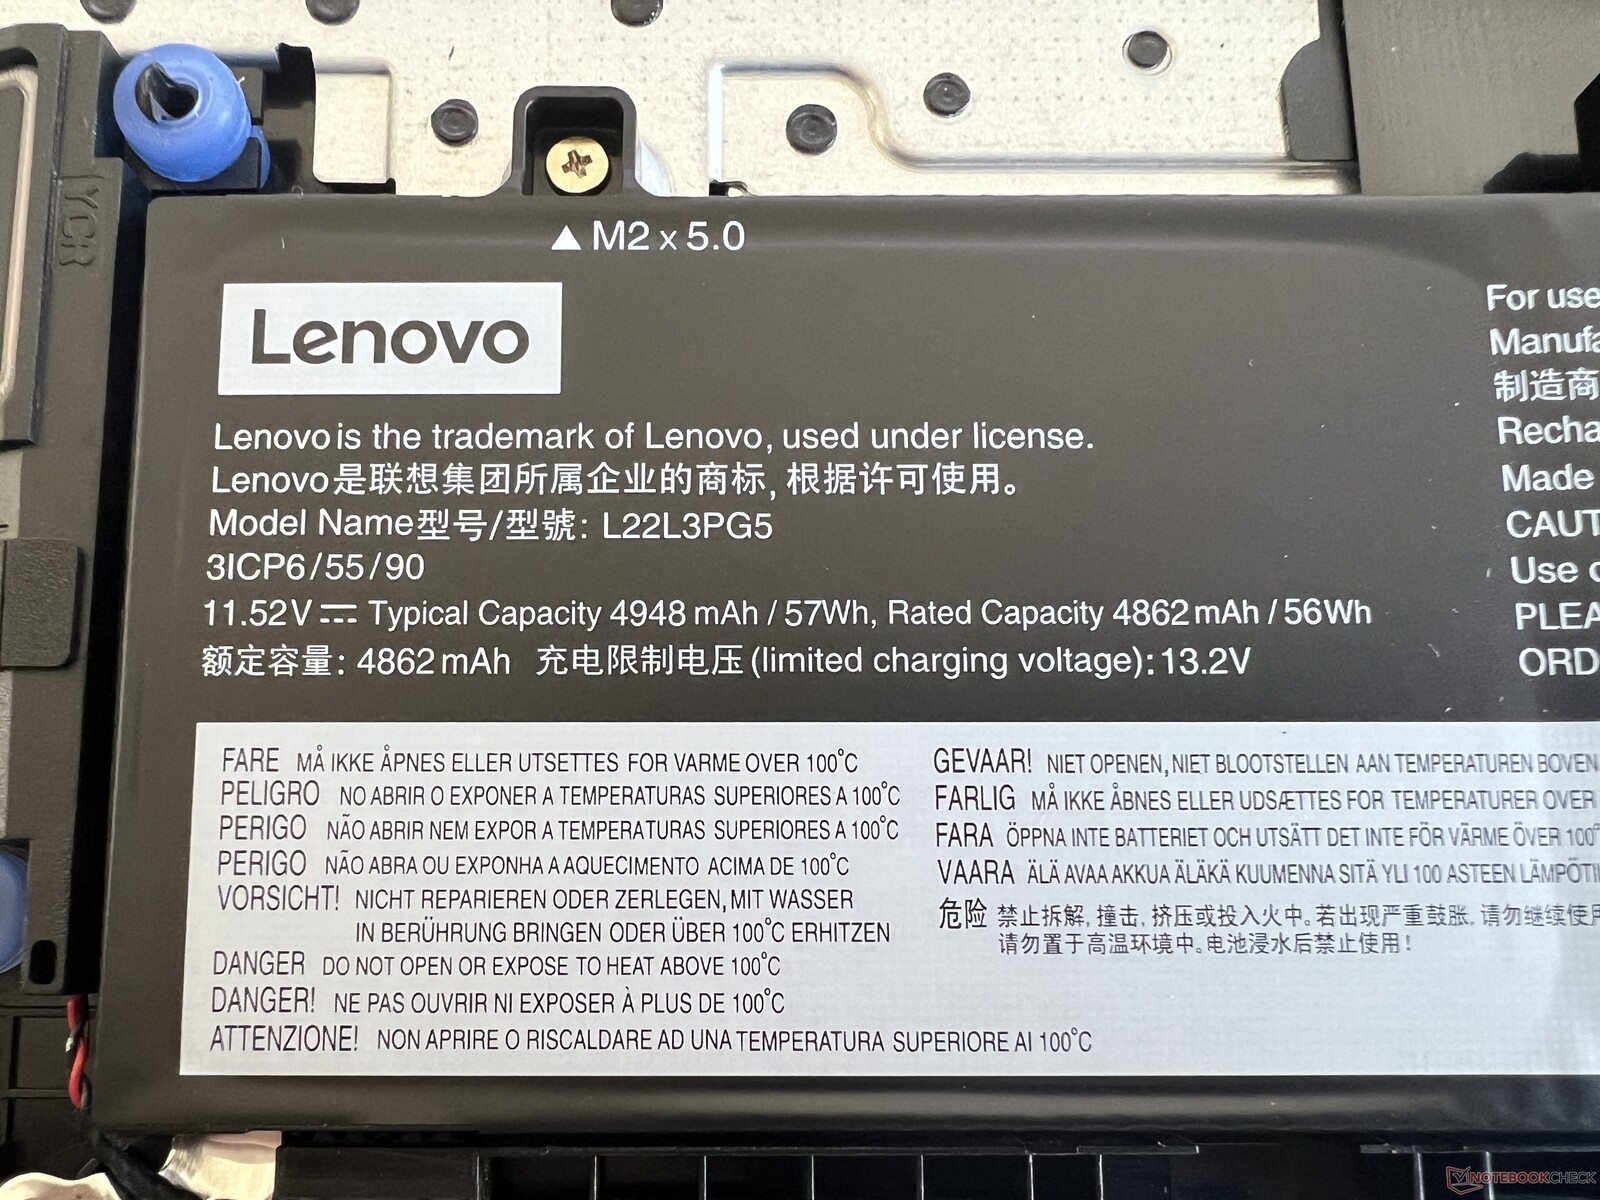 YCR
▲ M2 x 5.0
Lenovo
Lenovo is the trademark of Lenovo, used under license.
Lenovo是联想集团所属企业的商标, 根据许可使用。
Model Name型号/型號: L22L3PG5
3ICP6/55/90
11.52V⎓ Typical Capacity 4948 mAh / 57Wh, Rated Capacity 4862 mAh / 56Wh
额定容量: 4862 mAh 充电限制电压 (limited charging voltage): 13.2V
For use
Manufa
制造商
Recha
Made
CAUT
Use
PLEA
ORD
FARE MÅ IKKE ÅPNES ELLER UTSETTES FOR VARME OVER 100°C
PELIGRO NO ABRIR O EXPONER A TEMPERATURAS SUPERIORES A 100°C
PERIGO NÃO ABRIR NEM EXPOR A TEMPERATURAS SUPERIORES A 100°C
PERIGO NÃO ABRA OU EXPONHA A AQUECIMENTO ACIMA DE 100°C
VORSICHT! NICHT REPARIEREN ODER ZERLEGEN, MIT WASSER
IN BERÜHRUNG BRINGEN ODER ÜBER 100°C ERHITZEN
DANGER DO NOT OPEN OR EXPOSE TO HEAT ABOVE 100°C
DANGER! NE PAS OUVRIR NI EXPOSER À PLUS DE 100°C
ATTENZIONE! NON APRIRE O RISCALDARE AD UNA TEMPERATURA SUPERIORE AI 100°C
GEVAAR! NIET OPENEN, NIET BLOOTSTELLEN AAN TEMPERATUREN BOVEN
FARLIG MÅ IKKE ÅBNES ELLER UDSÆTTES FOR TEMPERATURER OVER
FARA ÖPPNA INTE BATTERIET OCH UTSÄTT DET INTE FÖR VÄRME ÖVER 100°
VAARA ÄLÄ AVAA AKKUA ÄLÄKÄ KUUMENNA SITÄ YLI 100 ASTEEN LÄMPÖTI
危险 禁止拆解, 撞击, 挤压或投入火中。若出现严重鼓胀, 请勿继续使用
请勿置于高温环境中。电池浸水后禁止使用!
NOTEBOOKCHECK